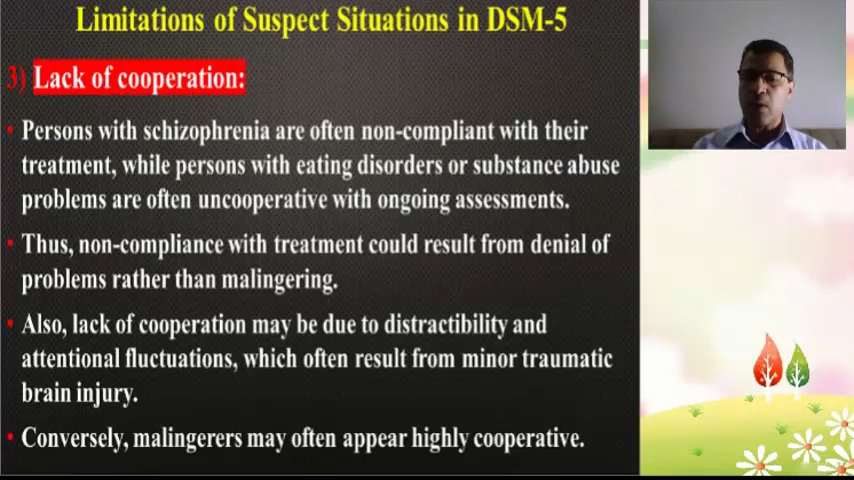 Limitations of Suspect Situations in DSM-5
3) Lack of cooperation:
• Persons with schizophrenia are often non-compliant with their
treatment, while persons with eating disorders or substance abuse
problems are often uncooperative with ongoing assessments.
• Thus, non-compliance with treatment could result from denial of
problems rather than malingering.
• Also, lack of cooperation may be due to distractibility and
attentional fluctuations, which often result from minor traumatic
brain injury.
• Conversely, malingerers may often appear highly cooperative.